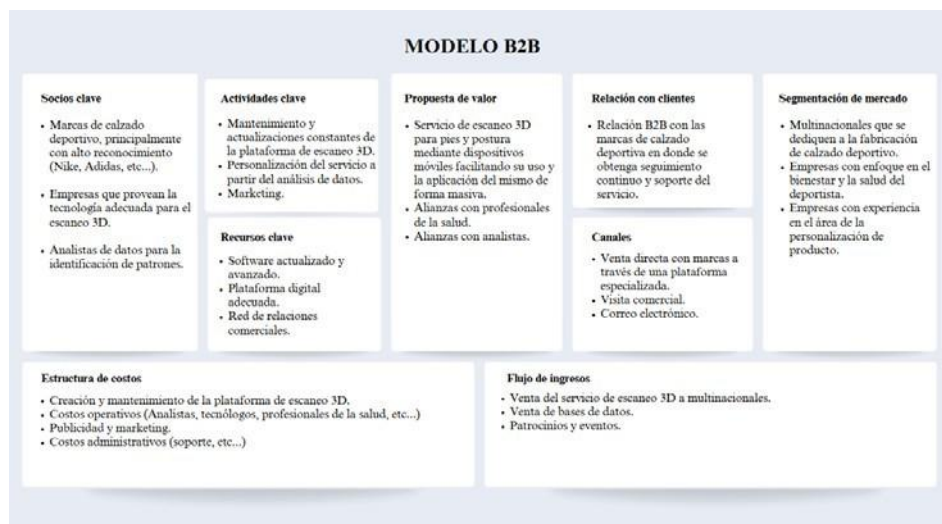 MODELO B2B
Socios clave
• Marcas de calzado
deportivo, principalmente
con alto reconocimiento
(Nike, Adidas, etc...).
• Empresas que provean la
tecnología adecuada para el
escaneo 3D.
• Analistas de datos para la
identificación de patrones.
Actividades clave
• Mantenimiento y
actualizaciones constantes de
la plataforma de escaneo 3D.
• Personalización del servicio a
partir del análisis de datos.
• Marketing.
Recursos clave
• Software actualizado y
avanzado.
• Plataforma digital
adecuada.
• Red de relaciones
comerciales.
Propuesta de valor
• Servicio de escaneo 3D
para pies y postura
mediante dispositivos
móviles facilitando su uso y
la aplicación del mismo de
forma masiva.
• Alianzas con profesionales
de la salud.
• Alianzas con analistas.
Relación con clientes
• Relación B2B con las
marcas de calzado
deportiva en donde se
obtenga seguimiento
continuo y soporte del
servicio.
Canales
• Venta directa con marcas a
través de una plataforma
especializada.
• Visita comercial.
• Correo electrónico.
Segmentación de mercado
• Multinacionales que se
dediquen a la fabricación
de calzado deportivo.
• Empresas con enfoque en el
bienestar y la salud del
deportista.
• Empresas con experiencia
en el área de la
personalización de
producto.
Estructura de costos
• Creación y mantenimiento de la plataforma de escaneo 3D.
• Costos operativos (Analistas, tecnólogos, profesionales de la salud, etc...)
• Publicidad y marketing.
• Costos administrativos (soporte, etc...)
Flujo de ingresos
• Venta del servicio de escaneo 3D a multinacionales.
• Venta de bases de datos.
• Patrocinios y eventos.